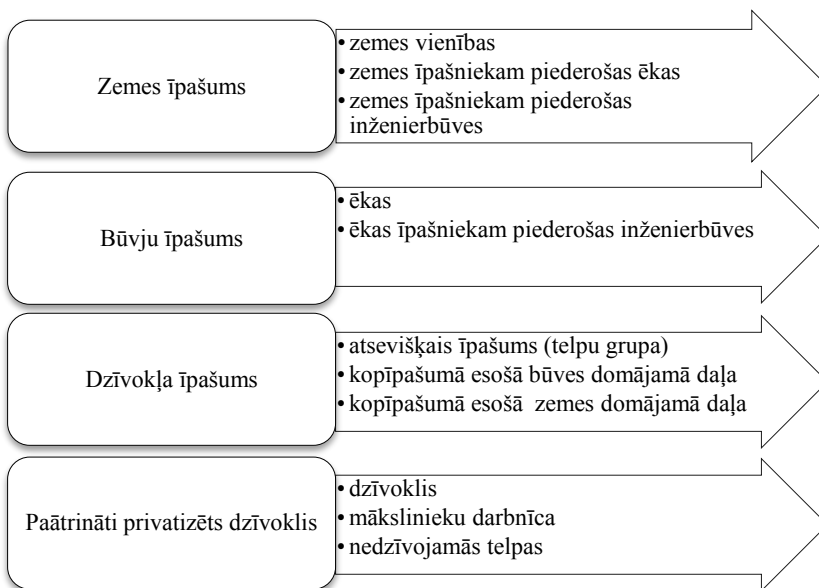 Zemes īpašums
• zemes vienības
• zemes īpašniekam piederošas ēkas
• zemes īpašniekam piederošas
inženierbūves
Būvju īpašums
• ēkas
• ēkas īpašniekam piederošas inženierbūves
Dzīvokļa īpašums
• atsevišķais īpašums (telpu grupa)
• kopīpašumā esošā būves domājamā daļa
• kopīpašumā esošā zemes domājamā daļa
Paātrināti privatizēts dzīvoklis
• dzīvoklis
• mākslinieku darbnīca
• nedzīvojamās telpas